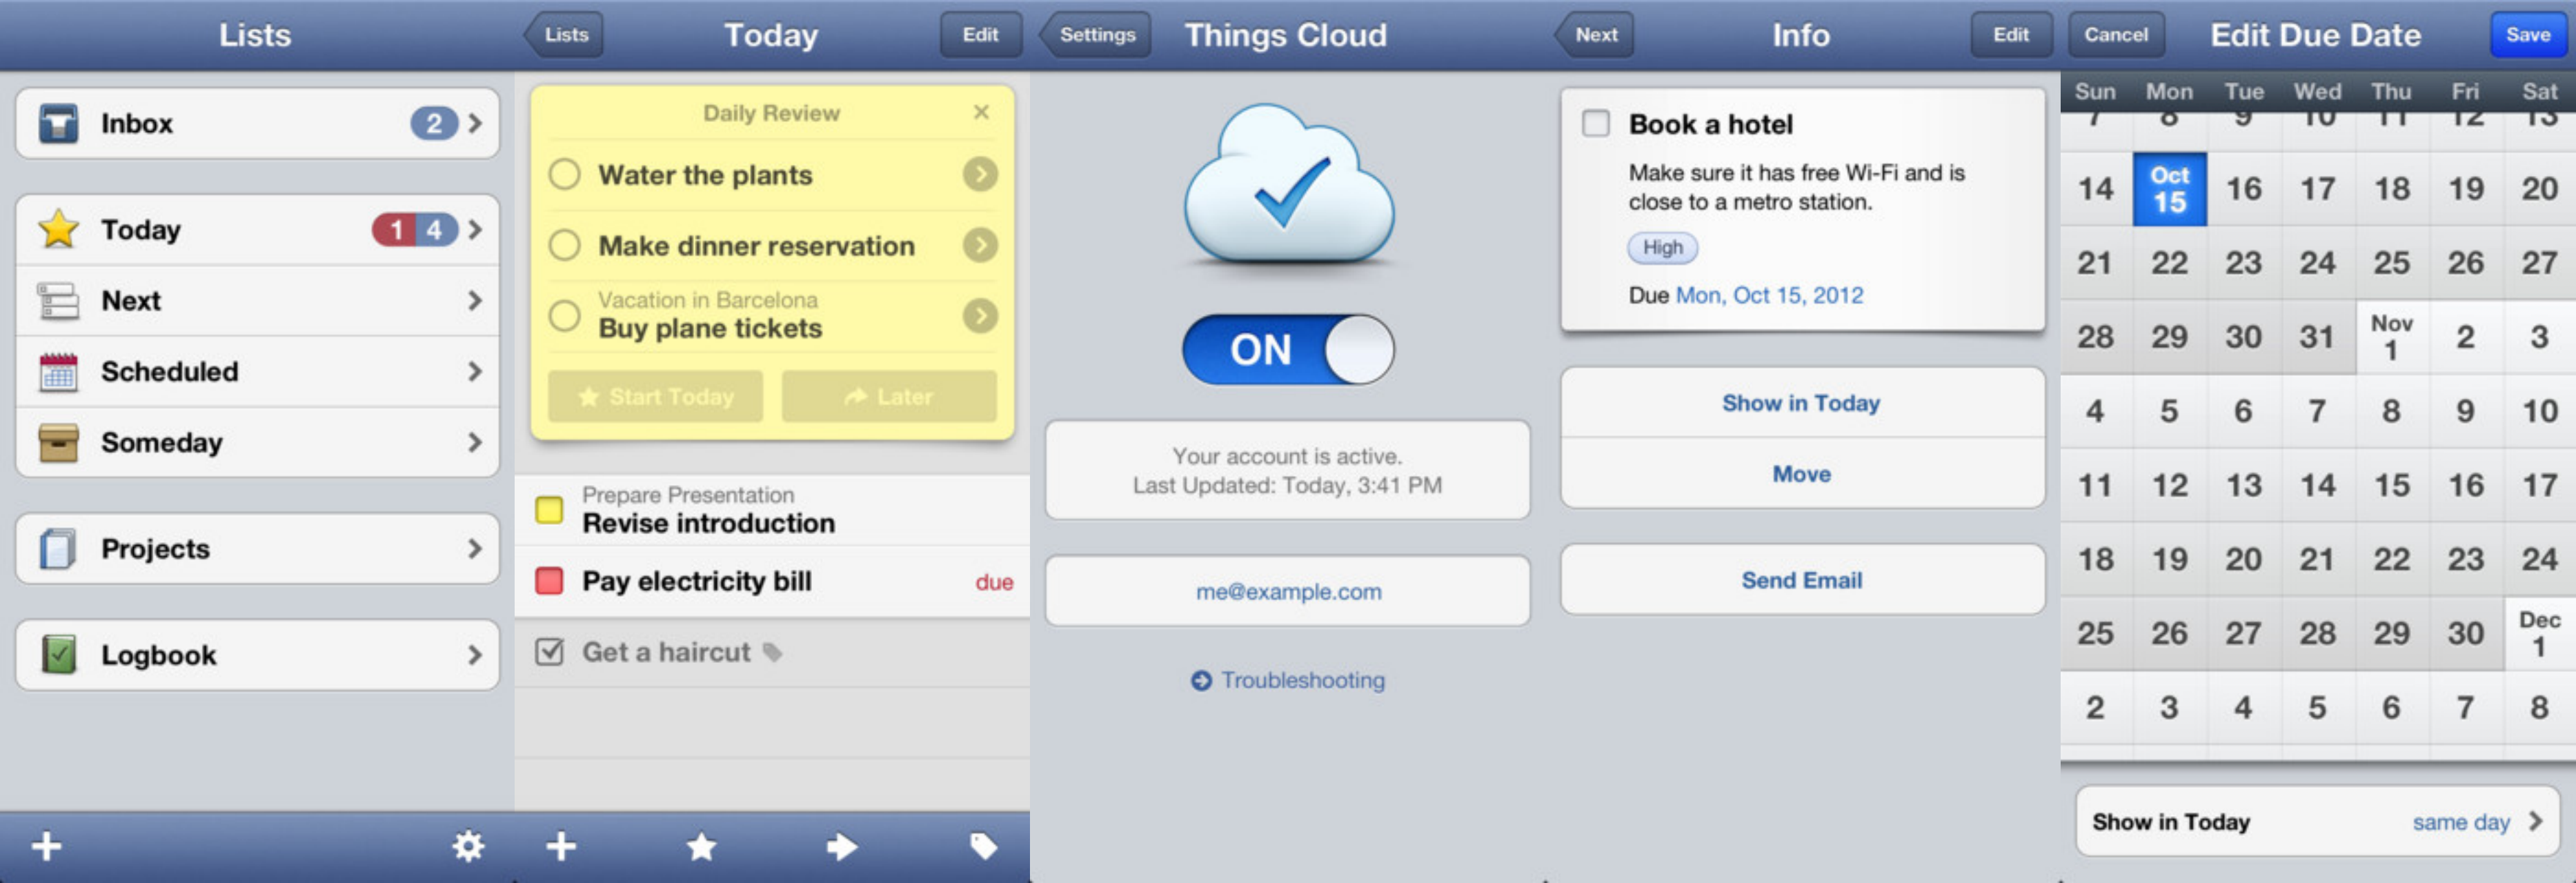 Lists
Inbox 2
Today 1 4
Next
Scheduled
Someday
Projects
Logbook
Lists Today Edit
Daily Review ×
Water the plants
Make dinner reservation
Vacation in Barcelona
Buy plane tickets
Start Today Later
Prepare Presentation
Revise introduction
Pay electricity bill due
Get a haircut
Settings Things Cloud
ON
Your account is active.
Last Updated: Today, 3:41 PM
me@example.com
Troubleshooting
Next Info Edit
Book a hotel
Make sure it has free Wi-Fi and is
close to a metro station.
High
Due Mon, Oct 15, 2012
Show in Today
Move
Send Email
Cancel Edit Due Date Save
Sun Mon Tue Wed Thu Fri Sat
7 8 9 10 11 12 13
14 Oct 15 16 17 18 19 20
21 22 23 24 25 26 27
28 29 30 31 Nov 1 2 3
4 5 6 7 8 9 10
11 12 13 14 15 16 17
18 19 20 21 22 23 24
25 26 27 28 29 30 Dec 1
2 3 4 5 6 7 8
Show in Today same day